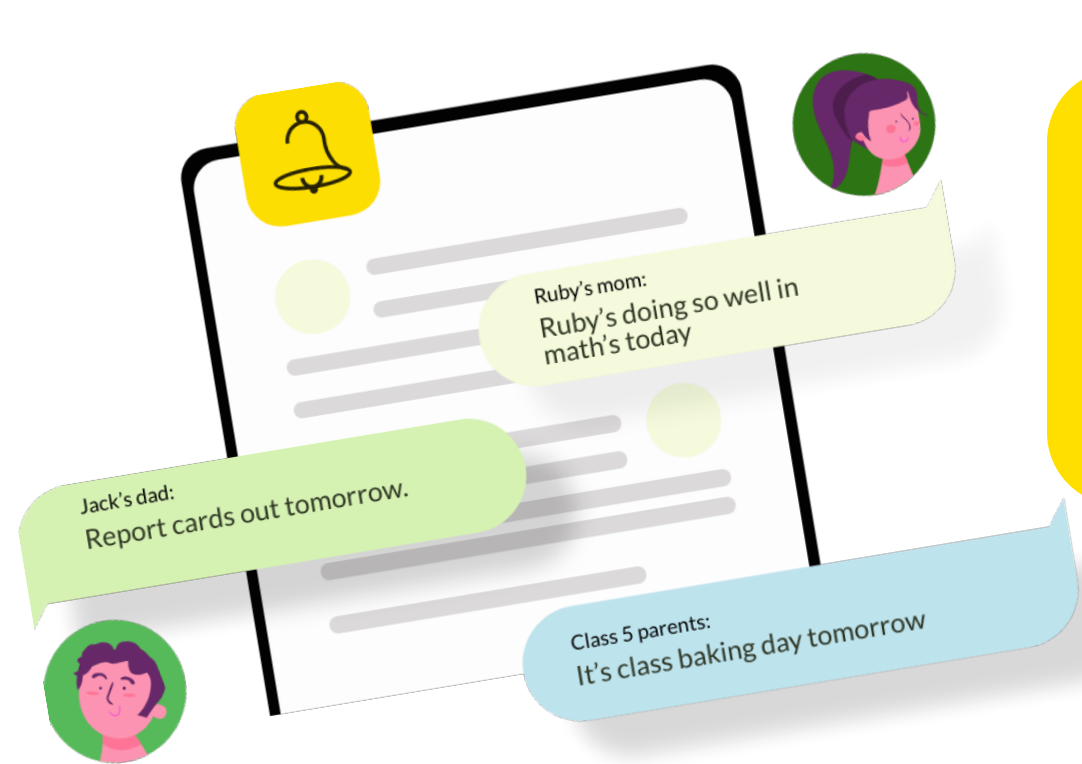 Ruby’s mom:
Ruby’s doing so well in
math’s today
Jack’s dad:
Report cards out tomorrow.
Class 5 parents:
It’s class baking day tomorrow